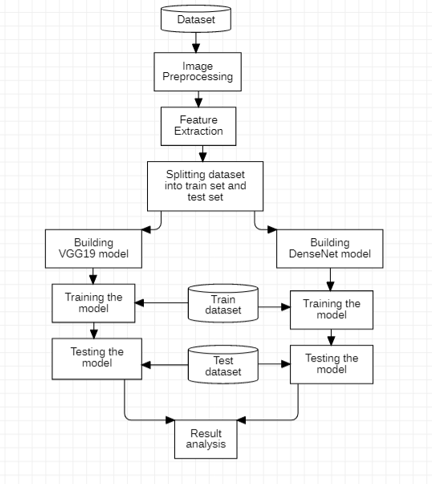 Dataset
Image
Preprocessing
Feature
Extraction
Splitting dataset
into train set and
test set
Building
VGG19 model
Building
DenseNet model
Training the
model
Train
dataset
Training the
model
Testing the
model
Test
dataset
Testing the
model
Result
analysis